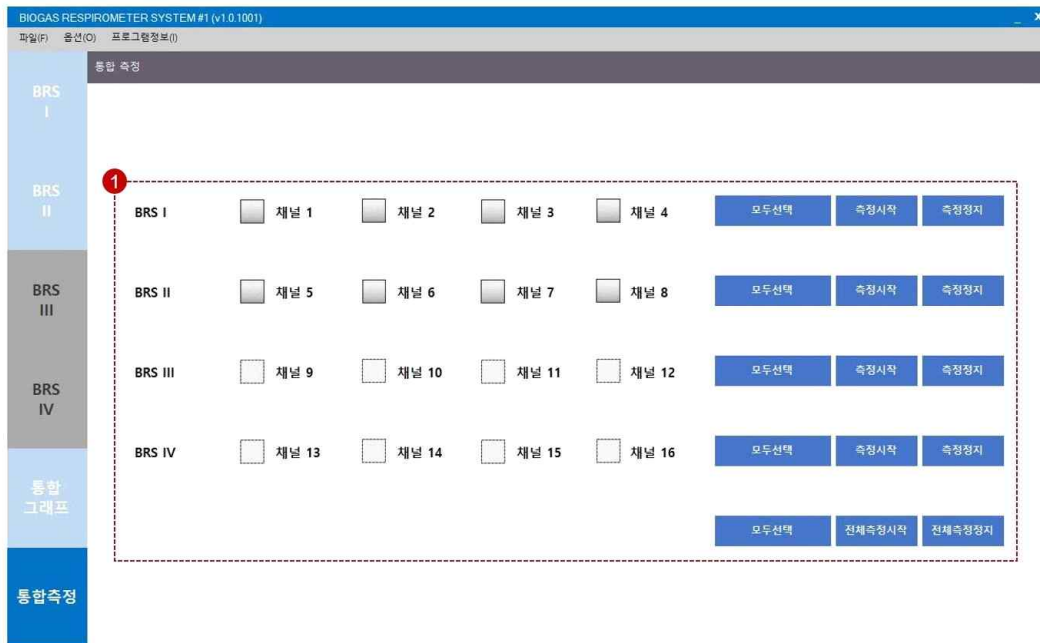 BIOGAS RESPIROMETER SYSTEM #1 (v1.0.1001)
파일(F) 옵션(O) 프로그램정보(I)
통합 측정
BRS
I
BRS
II
BRS
III
BRS
IV
통합
그래프
통합측정
1
BRS I 채널 1 채널 2 채널 3 채널 4 모두선택 측정시작 측정정지
BRS II 채널 5 채널 6 채널 7 채널 8 모두선택 측정시작 측정정지
BRS III 채널 9 채널 10 채널 11 채널 12 모두선택 측정시작 측정정지
BRS IV 채널 13 채널 14 채널 15 채널 16 모두선택 측정시작 측정정지
모두선택 전체측정시작 전체측정정지